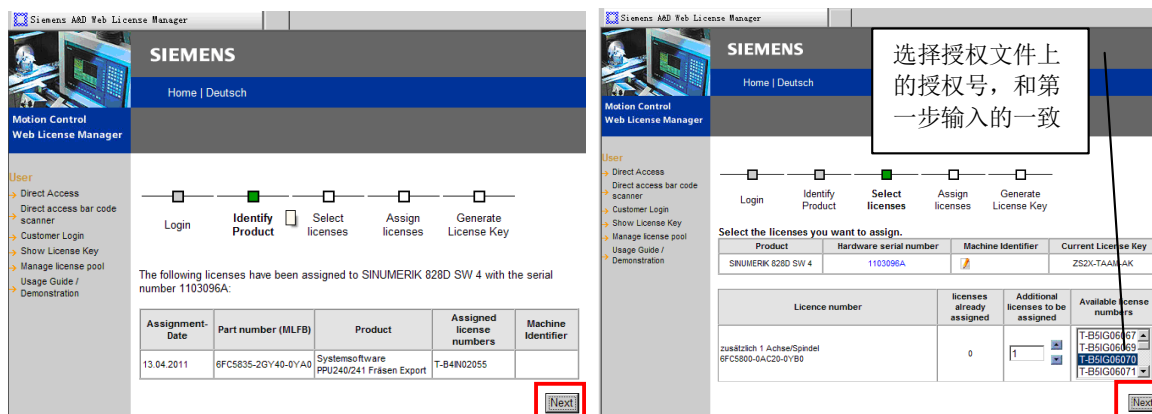 Siemens A&D Web License Manager
SIEMENS
Home | Deutsch
Motion Control
Web License Manager
User
Direct Access
Direct access bar code
scanner
Customer Login
Show License Key
Manage license pool
Usage Guide /
Demonstration
Login
Identify
Product
Select
licenses
Assign
licenses
Generate
License Key
The following licenses have been assigned to SINUMERIK 828D SW 4 with the serial
number 1103096A:
Assignment-
Date
Part number (MLFB)
Product
Assigned
license
numbers
Machine
Identifier
13.04.2011
6FC5835-2GY40-0YA0
Systemsoftware
PPU240/241 Fräsen Export
T-B4IN02055
Next
Siemens A&D Web License Manager
SIEMENS
Home | Deutsch
选择授权文件上
的授权号，和第
一步输入的一致
Motion Control
Web License Manager
User
Direct Access
Direct access bar code
scanner
Customer Login
Show License Key
Manage license pool
Usage Guide /
Demonstration
Login
Identify
Product
Select
licenses
Assign
licenses
Generate
License Key
Select the licenses you want to assign.
Product
Hardware serial number
Machine Identifier
Current License Key
SINUMERIK 828D SW 4
1103096A
ZS2X-TAAM-AK
Licence number
licenses
already
assigned
Additional
licenses to be
assigned
Available license
numbers
zusätzlich 1 Achse/Spindel
6FC5800-0AC20-0YB0
0
1
T-B5IG06067
T-B5IG06069
T-B5IG06070
T-B5IG06071
Next